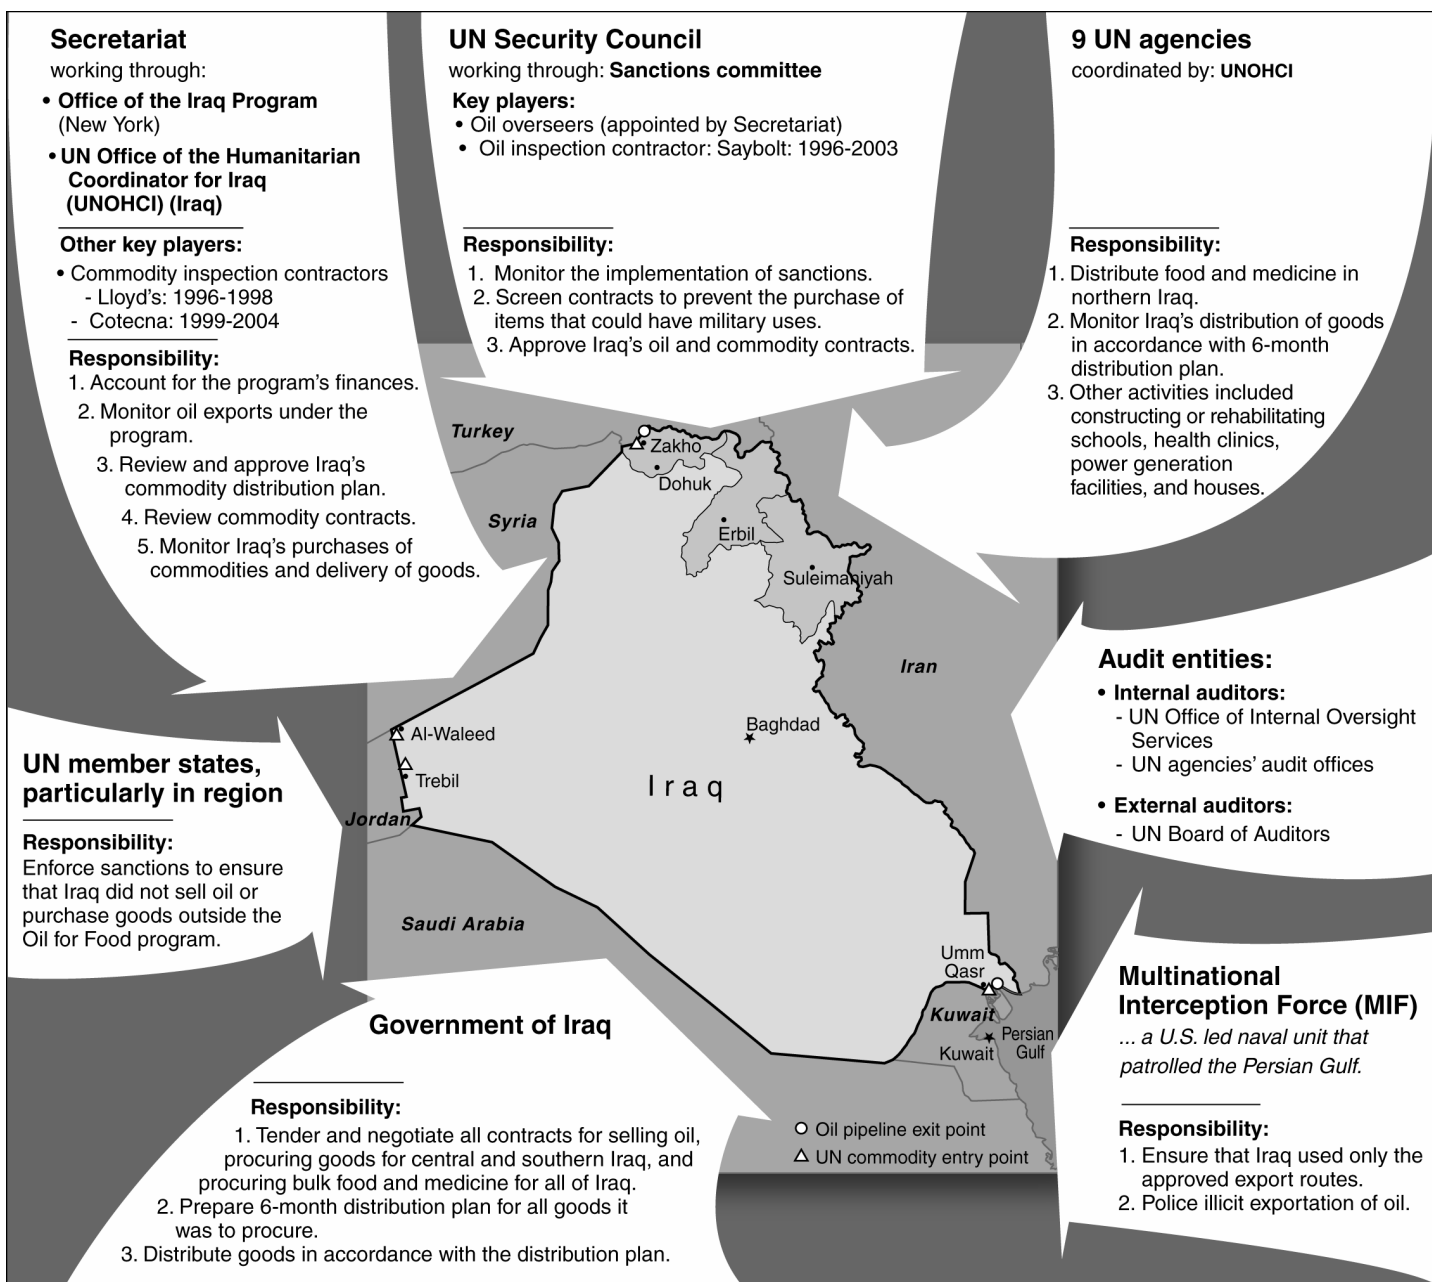 Secretariat
working through:
• Office of the Iraq Program
(New York)
• UN Office of the Humanitarian
Coordinator for Iraq
(UNOHCI) (Iraq)
Other key players:
• Commodity inspection contractors
- Lloyd's: 1996-1998
- Cotecna: 1999-2004
Responsibility:
1. Account for the program's finances.
2. Monitor oil exports under the
program.
3. Review and approve Iraq's
commodity distribution plan.
4. Review commodity contracts.
5. Monitor Iraq's purchases of
commodities and delivery of goods.
UN Security Council
working through: Sanctions committee
Key players:
• Oil overseers (appointed by Secretariat)
• Oil inspection contractor: Saybolt: 1996-2003
Responsibility:
1. Monitor the implementation of sanctions.
2. Screen contracts to prevent the purchase of
items that could have military uses.
3. Approve Iraq's oil and commodity contracts.
9 UN agencies
coordinated by: UNOHCI
Responsibility:
1. Distribute food and medicine in
northern Iraq.
2. Monitor Iraq's distribution of goods
in accordance with 6-month
distribution plan.
3. Other activities included
constructing or rehabilitating
schools, health clinics,
power generation
facilities, and houses.
Turkey
Zakho
Dohuk
Syria
Erbil
Suleimaniyah
Iran
Baghdad
Al-Waleed
Iraq
Trebil
Jordan
Saudi Arabia
Umm
Qasr
Kuwait
Persian
Gulf
Kuwait
Oil pipeline exit point
UN commodity entry point
Audit entities:
• Internal auditors:
- UN Office of Internal Oversight
Services
- UN agencies' audit offices
• External auditors:
- UN Board of Auditors
UN member states,
particularly in region
Responsibility:
Enforce sanctions to ensure
that Iraq did not sell oil or
purchase goods outside the
Oil for Food program.
Multinational
Interception Force (MIF)
... a U.S. led naval unit that
patrolled the Persian Gulf.
Responsibility:
1. Ensure that Iraq used only the
approved export routes.
2. Police illicit exportation of oil.
Government of Iraq
Responsibility:
1. Tender and negotiate all contracts for selling oil,
procuring goods for central and southern Iraq, and
procuring bulk food and medicine for all of Iraq.
2. Prepare 6-month distribution plan for all goods it
was to procure.
3. Distribute goods in accordance with the distribution plan.